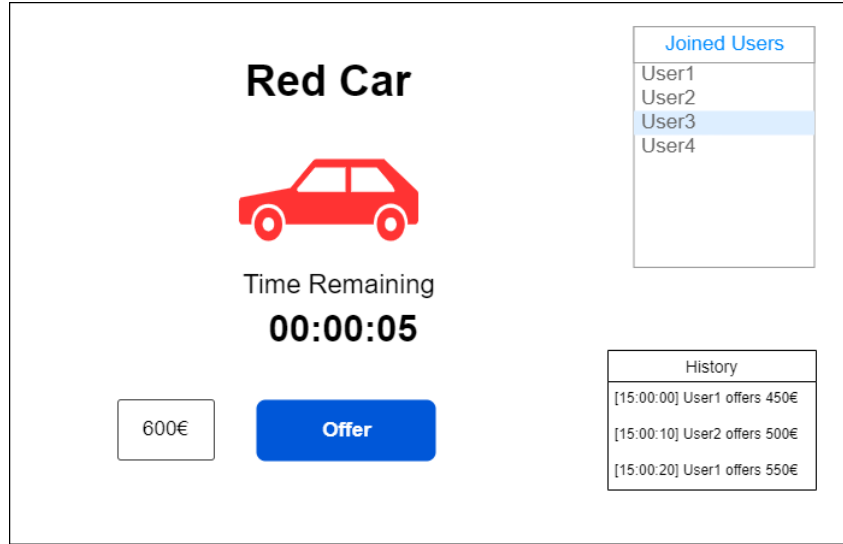 Red Car
Time Remaining
00:00:05
600€
Offer
Joined Users
User1
User2
User3
User4
History
[15:00:00] User1 offers 450€
[15:00:10] User2 offers 500€
[15:00:20] User1 offers 550€